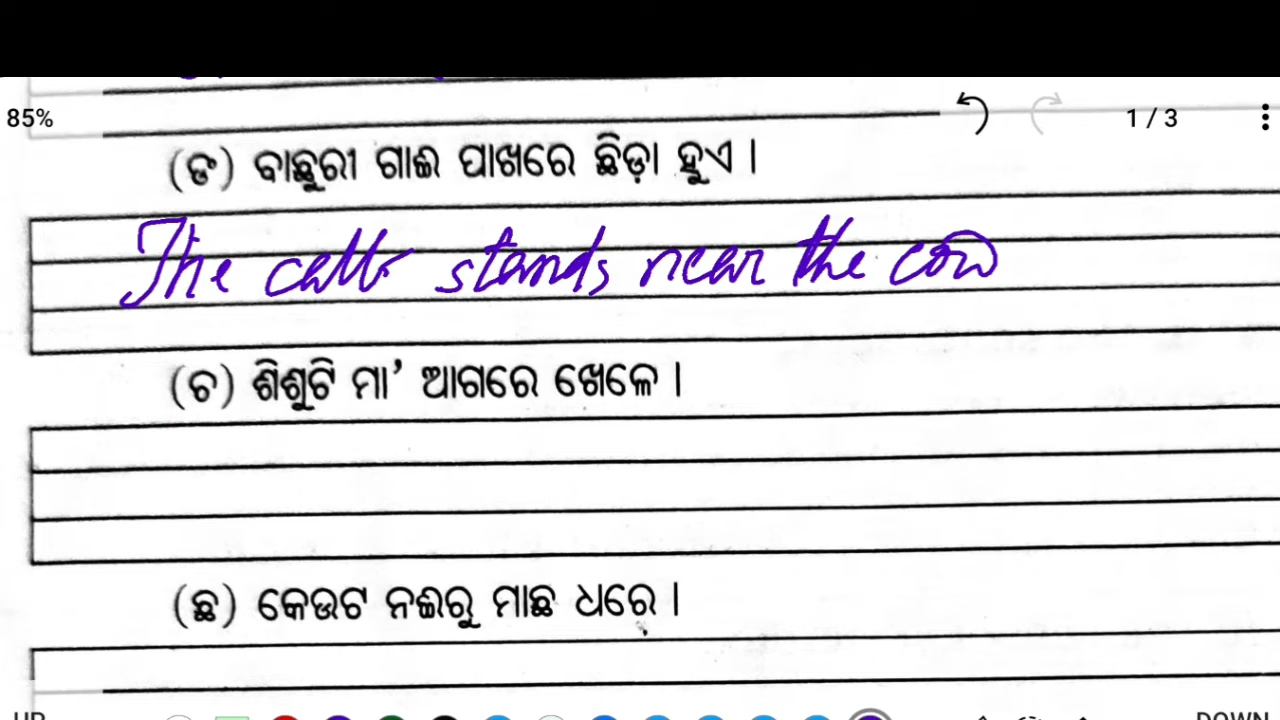 85%
1 / 3
(ଙ) ବାଛୁରୀ ଗାଈ ପାଖରେ ଛିଡ଼ା ହୁଏ ।
The calf stands near the cow
(ଚ) ଶିଶୁଟି ମା’ ଆଗରେ ଖେଳେ ।
(ଛ) କେଉଟ ନଈରୁ ମାଛ ଧରେ ।